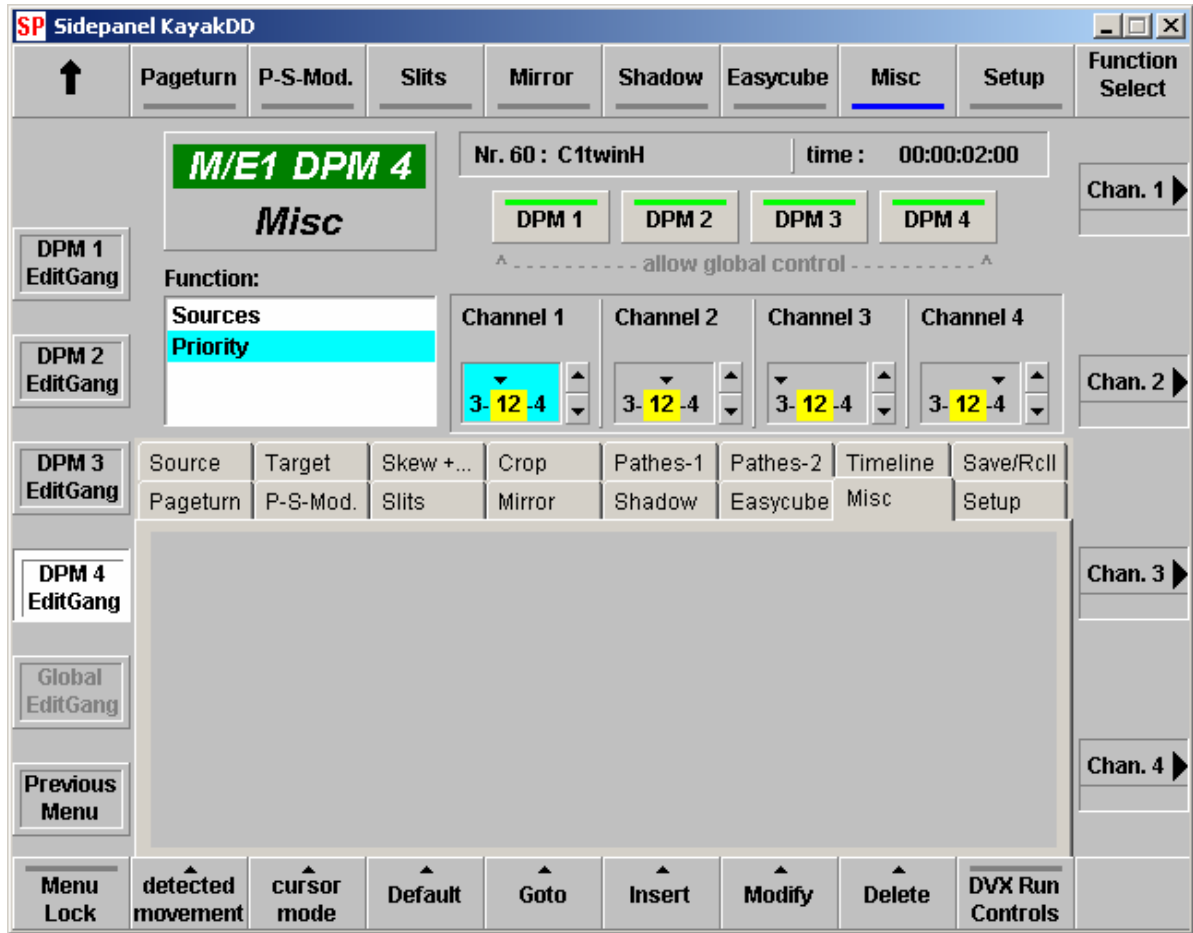 SP Sidepanel KayakDD
Pageturn P-S-Mod. Slits Mirror Shadow Easycube Misc Setup Function
Select
M/E1 DPM 4
Misc
Nr. 60 : C1twinH time : 00:00:02:00
DPM 1 DPM 2 DPM 3 DPM 4
^ - - - - - - - - - - - - allow global control - - - - - - - - - - ^
Chan. 1
DPM 1
EditGang
Function:
Sources
Priority
Channel 1 Channel 2 Channel 3 Channel 4
3- 12 -4 3- 12 -4 3- 12 -4 3- 12 -4
DPM 2
EditGang
Chan. 2
DPM 3
EditGang
Source Target Skew +... Crop Pathes-1 Pathes-2 Timeline Save/Rcll
Pageturn P-S-Mod. Slits Mirror Shadow Easycube Misc Setup
DPM 4
EditGang
Chan. 3
Global
EditGang
Previous
Menu
Chan. 4
Menu
Lock
detected
movement
cursor
mode
Default
Goto
Insert
Modify
Delete
DVX Run
Controls